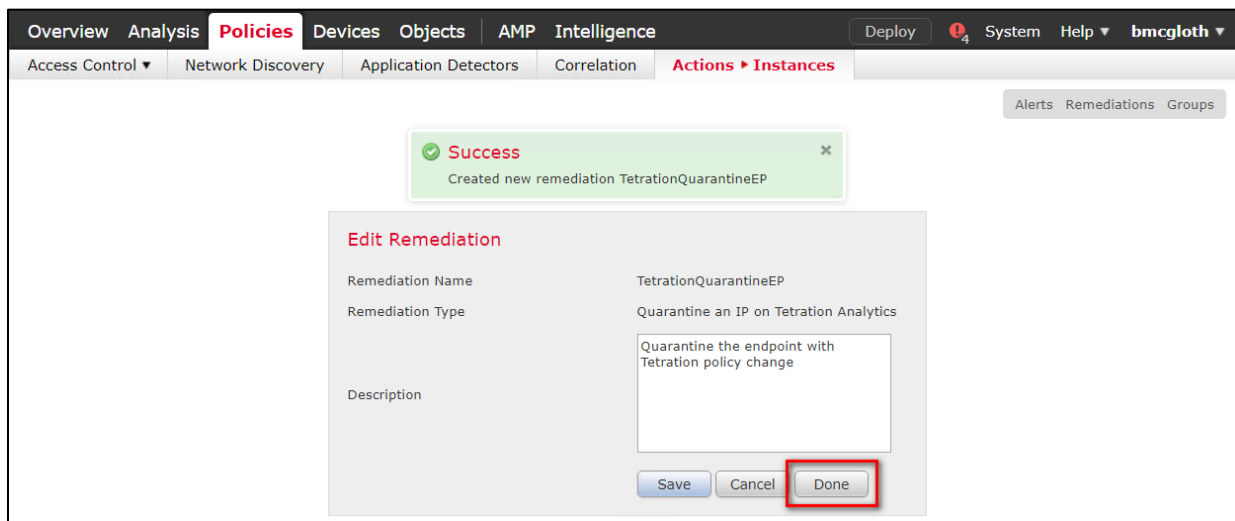 Overview Analysis Policies Devices Objects AMP Intelligence Deploy 4 System Help ▾ bmcgloth ▾
Access Control ▾ Network Discovery Application Detectors Correlation Actions ▸ Instances
Alerts Remediations Groups
Success ×
Created new remediation TetrationQuarantineEP
Edit Remediation
Remediation Name TetrationQuarantineEP
Remediation Type Quarantine an IP on Tetration Analytics
Quarantine the endpoint with
Tetration policy change
Description
Save Cancel Done